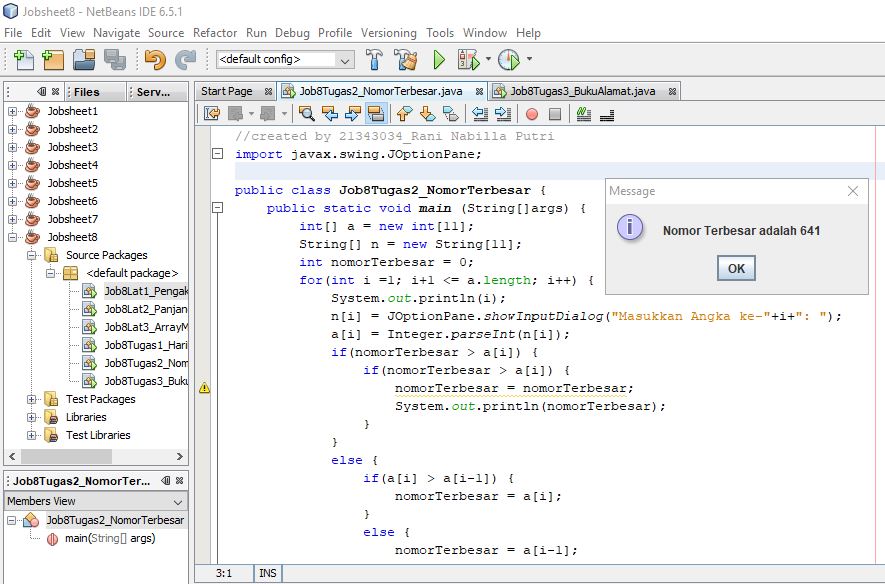 Jobsheet8 - NetBeans IDE 6.5.1
File Edit View Navigate Source Refactor Run Debug Profile Versioning Tools Window Help
<default config>
Files
Serv...
Start Page
Job8Tugas2_NomorTerbesar.java
Job8Tugas3_BukuAlamat.java
Jobsheet1
Jobsheet2
Jobsheet3
Jobsheet4
Jobsheet5
Jobsheet6
Jobsheet7
Jobsheet8
Source Packages
<default package>
Job8Lat1_Pengak
Job8Lat2_Panjan
Job8Lat3_ArrayM
Job8Tugas1_Hari
Job8Tugas2_Nom
Job8Tugas3_Buku
Test Packages
Libraries
Test Libraries
Job8Tugas2_NomorTer...
Members View
Job8Tugas2_NomorTerbesar
main(String[] args)
//created by 21343034_Rani Nabilla Putri
import javax.swing.JOptionPane;
public class Job8Tugas2_NomorTerbesar {
public static void main (String[]args) {
int[] a = new int[11];
String[] n = new String[11];
int nomorTerbesar = 0;
for(int i =1; i+1 <= a.length; i++) {
System.out.println(i);
n[i] = JOptionPane.showInputDialog("Masukkan Angka ke-"+i+": ");
a[i] = Integer.parseInt(n[i]);
if(nomorTerbesar > a[i]) {
if(nomorTerbesar > a[i]) {
nomorTerbesar = nomorTerbesar;
System.out.println(nomorTerbesar);
}
}
else {
if(a[i] > a[i-1]) {
nomorTerbesar = a[i];
}
else {
nomorTerbesar = a[i-1];
Message
Nomor Terbesar adalah 641
OK
3:1
INS